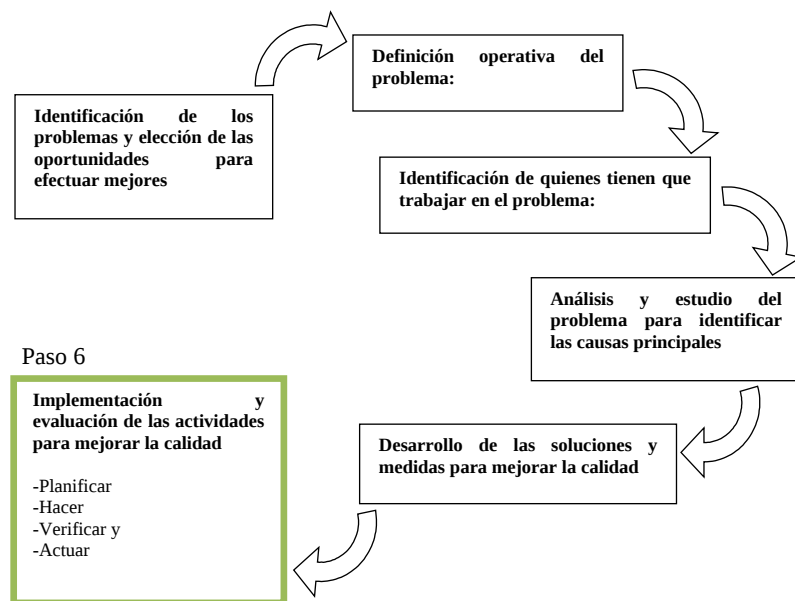 Identificación de los
problemas y elección de las
oportunidades para
efectuar mejores
Definición operativa del
problema:
Identificación de quienes tienen que
trabajar en el problema:
Análisis y estudio del
problema para identificar
las causas principales
Desarrollo de las soluciones y
medidas para mejorar la calidad
Paso 6
Implementación y
evaluación de las actividades
para mejorar la calidad
-Planificar
-Hacer
-Verificar y
-Actuar